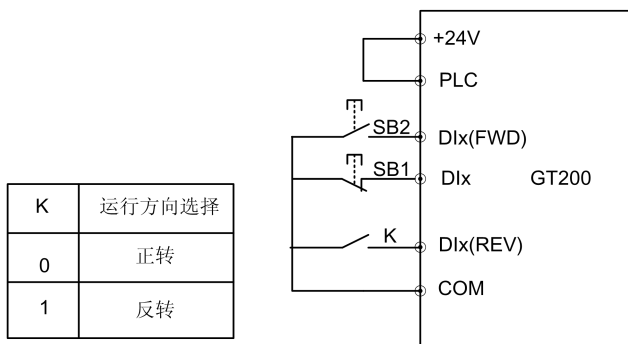 K 运行方向选择
0 正转
1 反转
+24V
PLC
SB2 DIx(FWD)
SB1 DIx GT200
K DIx(REV)
COM